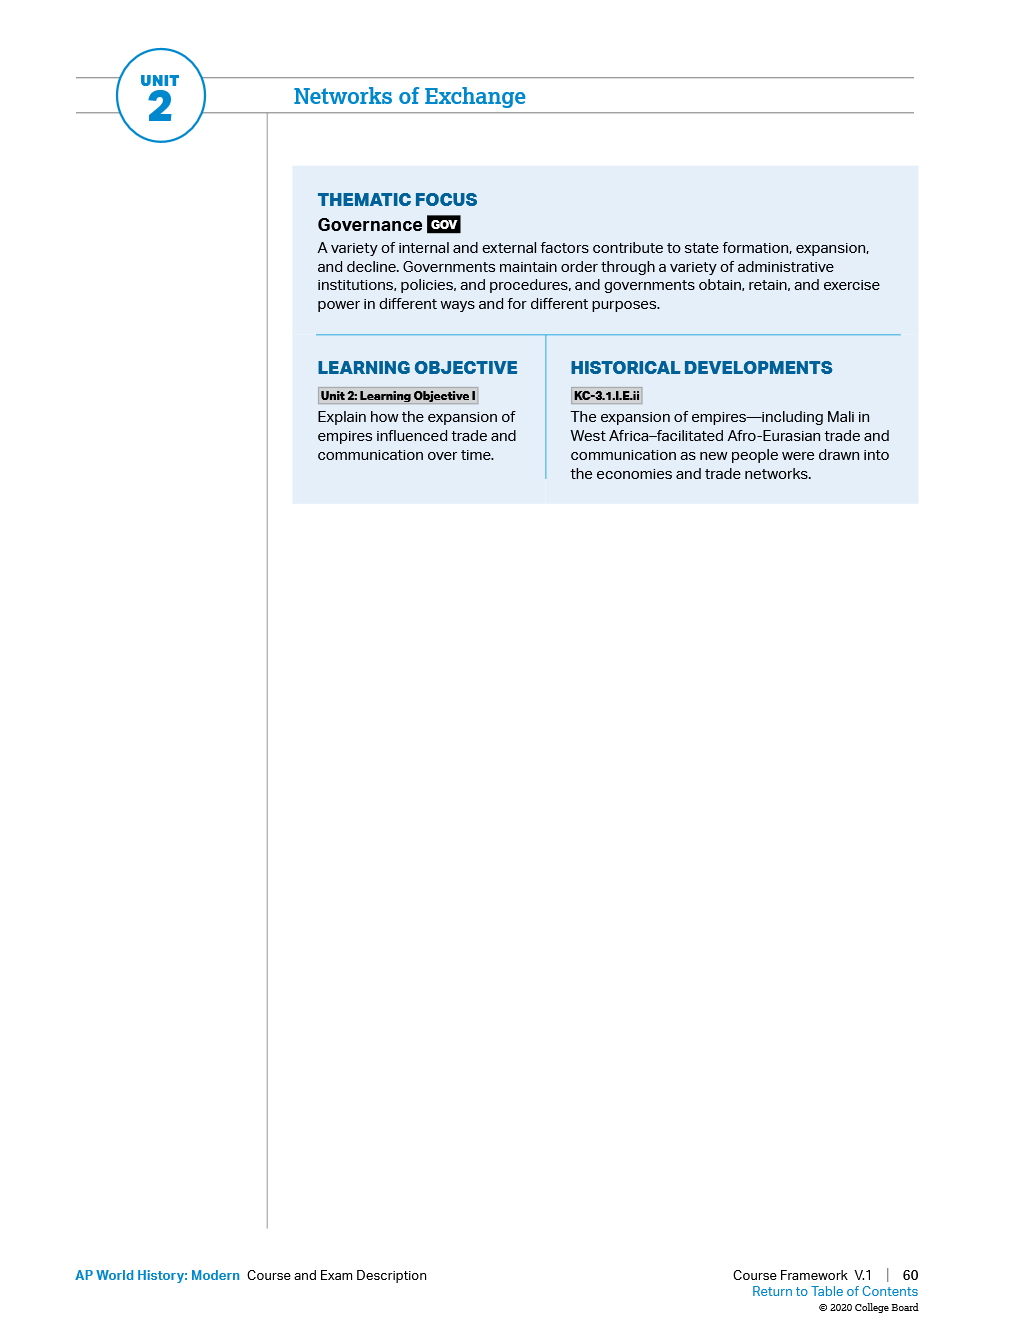 UNIT
2
Networks of Exchange
THEMATIC FOCUS
Governance GOV
A variety of internal and external factors contribute to state formation, expansion,
and decline. Governments maintain order through a variety of administrative
institutions, policies, and procedures, and governments obtain, retain, and exercise
power in different ways and for different purposes.
LEARNING OBJECTIVE
Unit 2: Learning Objective I
Explain how the expansion of
empires influenced trade and
communication over time.
HISTORICAL DEVELOPMENTS
KC-3.1.I.E.ii
The expansion of empires—including Mali in
West Africa–facilitated Afro-Eurasian trade and
communication as new people were drawn into
the economies and trade networks.
AP World History: Modern Course and Exam Description
Course Framework V.1 | 60
Return to Table of Contents
© 2020 College Board